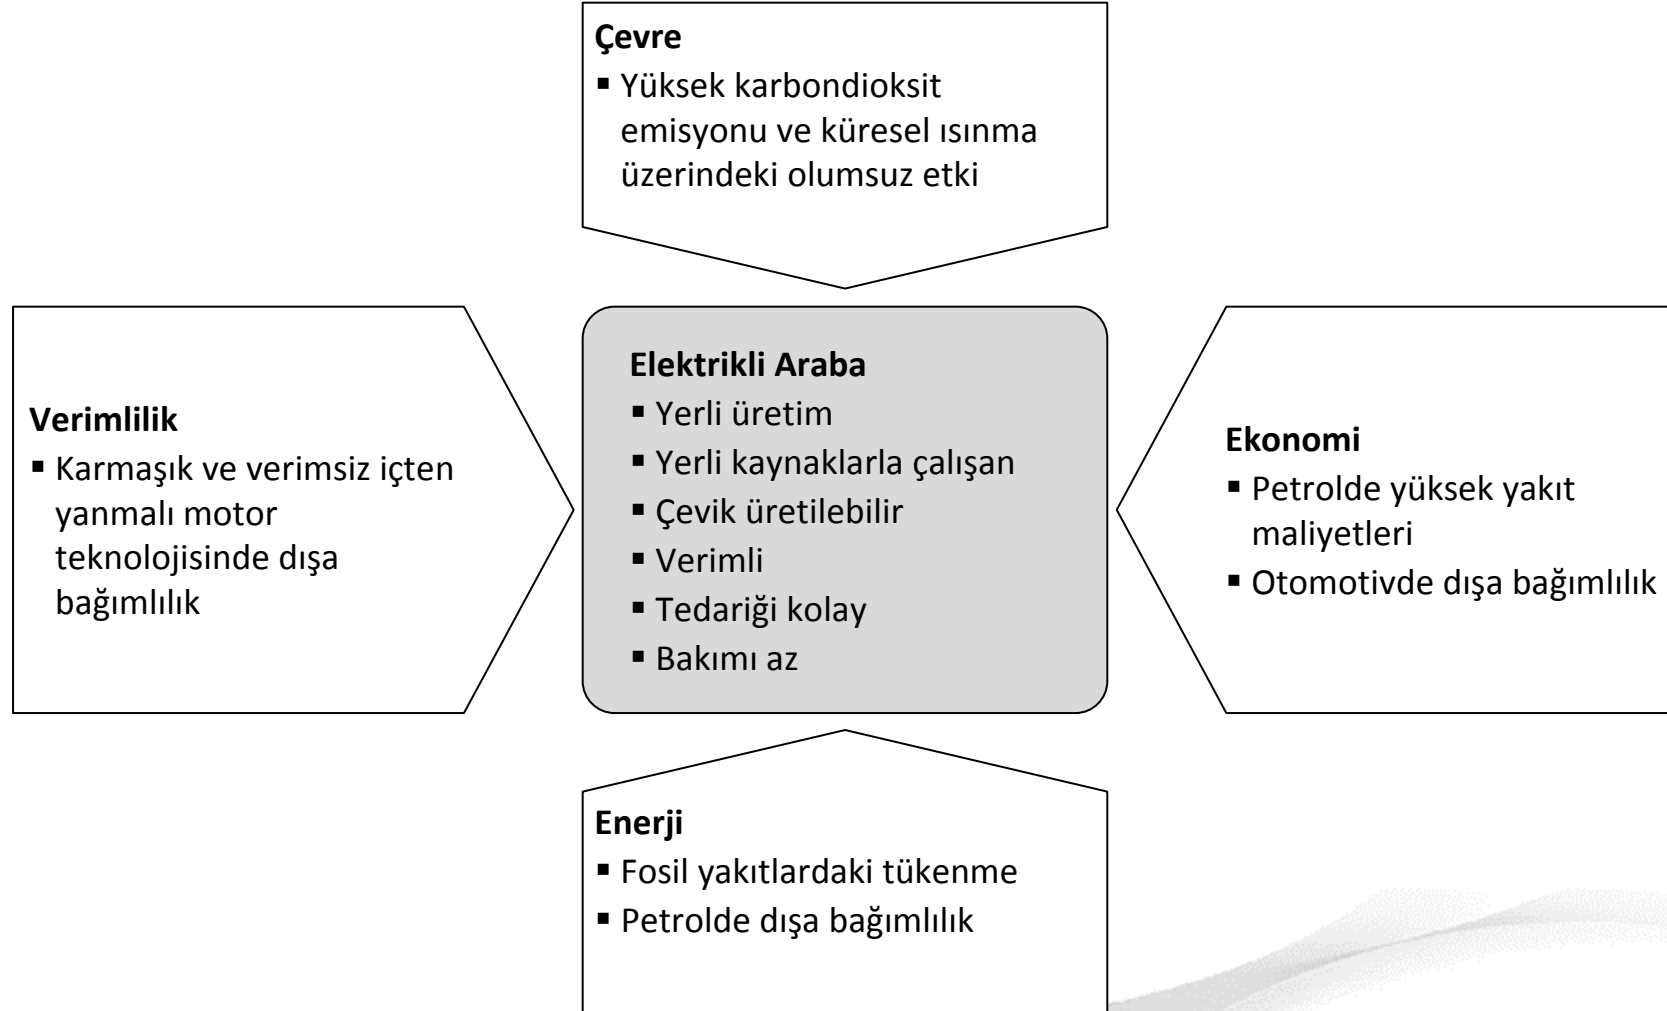 Çevre
▪ Yüksek karbondioksit
emisyonu ve küresel ısınma
üzerindeki olumsuz etki
Verimlilik
▪ Karmaşık ve verimsiz içten
yanmalı motor
teknolojisinde dışa
bağımlılık
Elektrikli Araba
▪ Yerli üretim
▪ Yerli kaynaklarla çalışan
▪ Çevik üretilebilir
▪ Verimli
▪ Tedariği kolay
▪ Bakımı az
Ekonomi
▪ Petrolde yüksek yakıt
maliyetleri
▪ Otomotivde dışa bağımlılık
Enerji
▪ Fosil yakıtlardaki tükenme
▪ Petrolde dışa bağımlılık